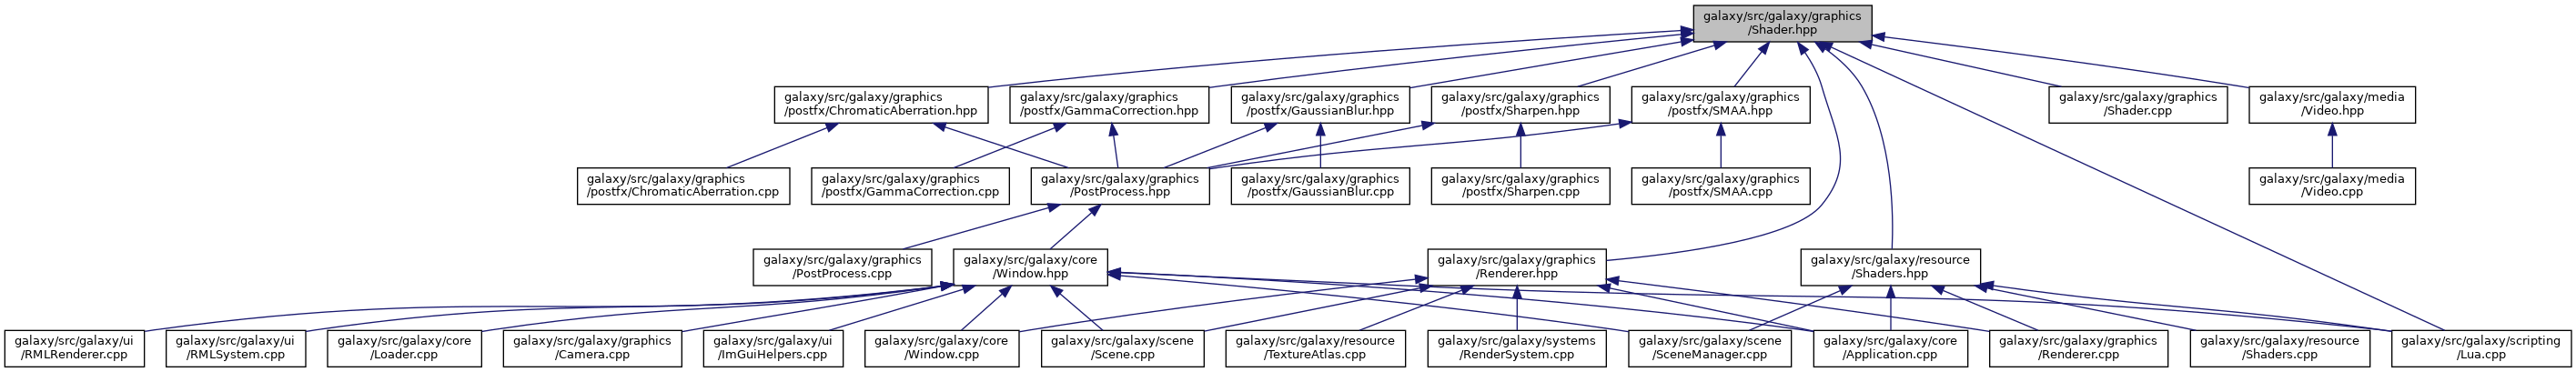 galaxy/src/galaxy/graphics
/Shader.hpp
galaxy/src/galaxy/graphics
/postfx/ChromaticAberration.hpp
galaxy/src/galaxy/graphics
/postfx/GammaCorrection.hpp
galaxy/src/galaxy/graphics
/postfx/GaussianBlur.hpp
galaxy/src/galaxy/graphics
/postfx/Sharpen.hpp
galaxy/src/galaxy/graphics
/postfx/SMAA.hpp
galaxy/src/galaxy/graphics
/Shader.cpp
galaxy/src/galaxy/media
/Video.hpp
galaxy/src/galaxy/graphics
/postfx/ChromaticAberration.cpp
galaxy/src/galaxy/graphics
/postfx/GammaCorrection.cpp
galaxy/src/galaxy/graphics
/PostProcess.hpp
galaxy/src/galaxy/graphics
/postfx/GaussianBlur.cpp
galaxy/src/galaxy/graphics
/postfx/Sharpen.cpp
galaxy/src/galaxy/graphics
/postfx/SMAA.cpp
galaxy/src/galaxy/media
/Video.cpp
galaxy/src/galaxy/graphics
/PostProcess.cpp
galaxy/src/galaxy/core
/Window.hpp
galaxy/src/galaxy/graphics
/Renderer.hpp
galaxy/src/galaxy/resource
/Shaders.hpp
galaxy/src/galaxy/ui
/RMLRenderer.cpp
galaxy/src/galaxy/ui
/RMLSystem.cpp
galaxy/src/galaxy/core
/Loader.cpp
galaxy/src/galaxy/graphics
/Camera.cpp
galaxy/src/galaxy/ui
/ImGuiHelpers.cpp
galaxy/src/galaxy/core
/Window.cpp
galaxy/src/galaxy/scene
/Scene.cpp
galaxy/src/galaxy/resource
/TextureAtlas.cpp
galaxy/src/galaxy/systems
/RenderSystem.cpp
galaxy/src/galaxy/scene
/SceneManager.cpp
galaxy/src/galaxy/core
/Application.cpp
galaxy/src/galaxy/graphics
/Renderer.cpp
galaxy/src/galaxy/resource
/Shaders.cpp
galaxy/src/galaxy/scripting
/Lua.cpp